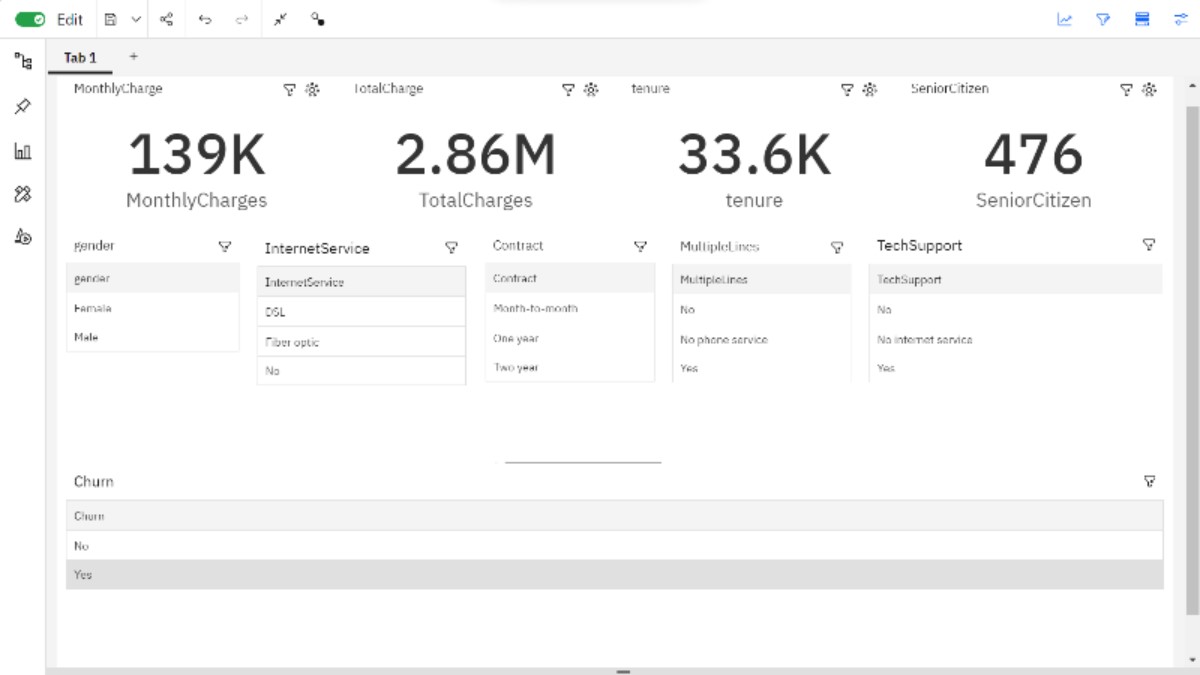 Edit
Tab 1 +
MonthlyCharge TotalCharge tenure SeniorCitizen
139K 2.86M 33.6K 476
MonthlyCharges TotalCharges tenure SeniorCitizen
gender InternetService Contract MultipleLines TechSupport
gender InternetService Contract MultipleLines TechSupport
Female DSL Month-to-month No No
Male Fiber optic One year No phone service No internet service
No Two year Yes Yes
Churn
Churn
No
Yes